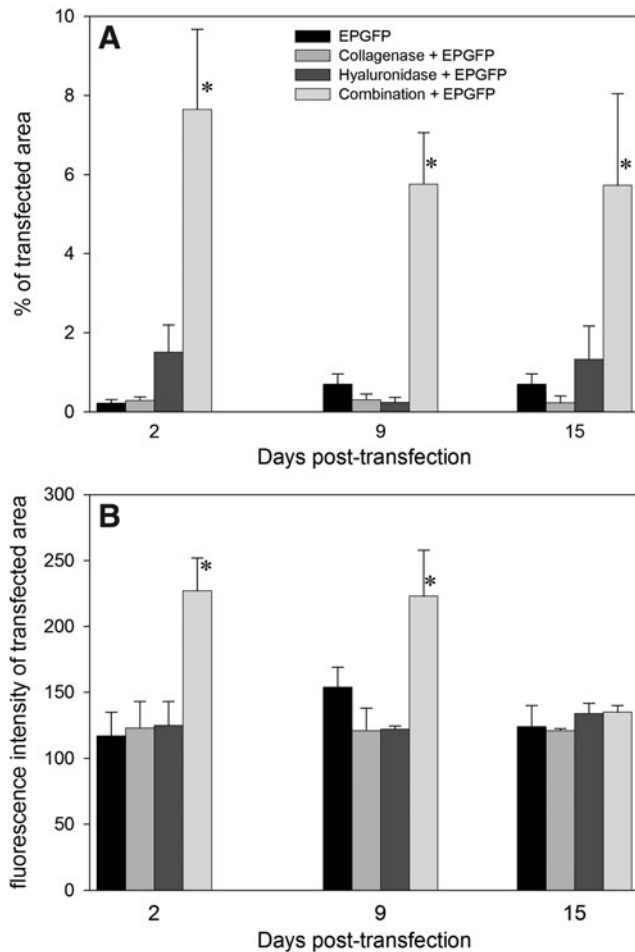 A
EPGFP
Collagenase + EPGFP
Hyaluronidase + EPGFP
Combination + EPGFP
% of transfected area
10
8
6
4
2
0
*
*
*
2
9
15
Days post-transfection
B
fluorescence intensity of transfected area
300
250
200
150
100
50
0
*
*
2
9
15
Days post-transfection